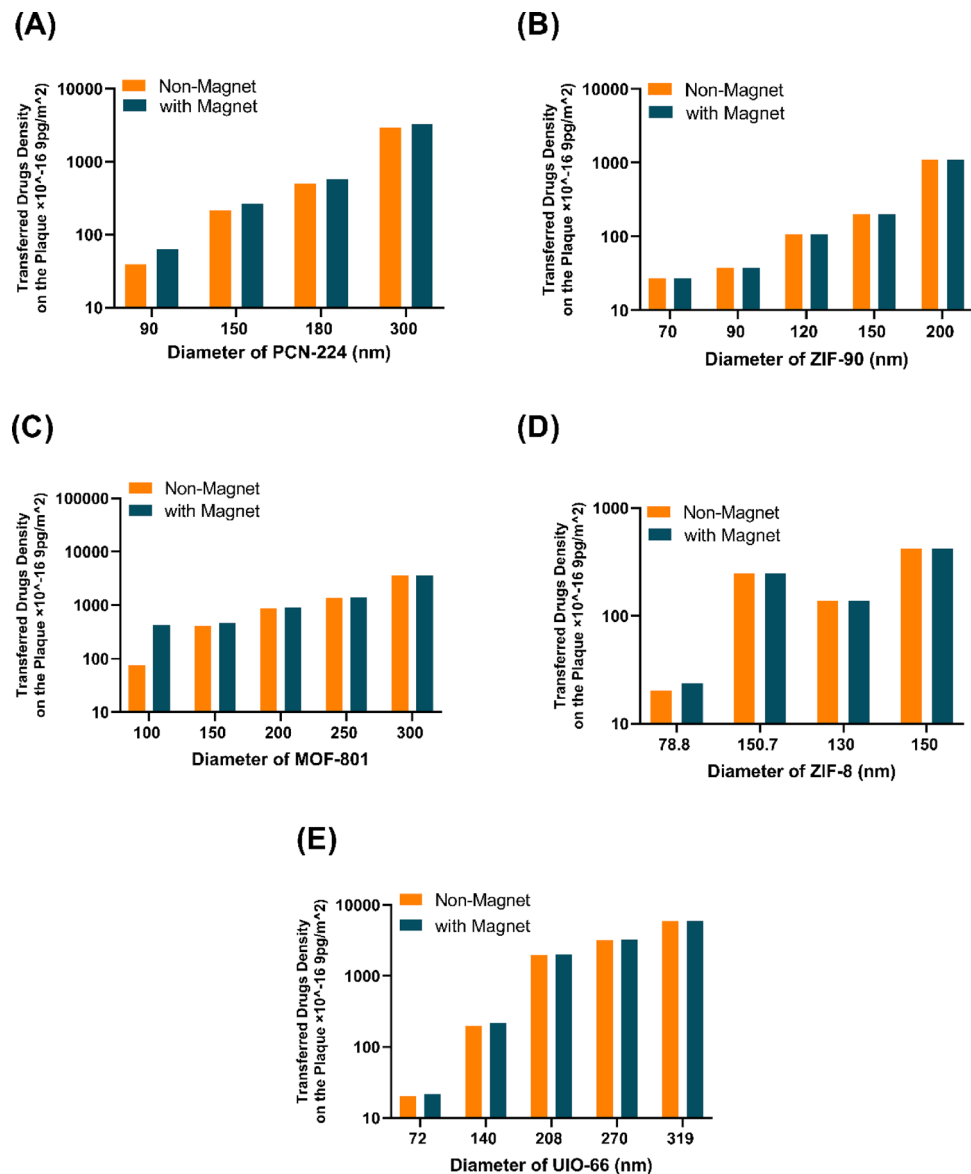 (A)
Non-Magnet
with Magnet
Transferred Drugs Density
on the Plaque ×10^-16 9pg/m^2)
10000
1000
100
10
90 150 180 300
Diameter of PCN-224 (nm)
(B)
Non-Magnet
with Magnet
Transferred Drugs Density
on the Plaque ×10^-16 9pg/m^2)
10000
1000
100
10
70 90 120 150 200
Diameter of ZIF-90 (nm)
(C)
Non-Magnet
with Magnet
Transferred Drugs Density
on the Plaque ×10^-16 9pg/m^2)
100000
10000
1000
100
10
100 150 200 250 300
Diameter of MOF-801
(D)
Non-Magnet
with Magnet
Transferred Drugs Density
on the Plaque ×10^-16 9pg/m^2)
1000
100
10
78.8 150.7 130 150
Diameter of ZIF-8 (nm)
(E)
Non-Magnet
with Magnet
Transferred Drugs Density
on the Plaque ×10^-16 9pg/m^2)
10000
1000
100
10
72 140 208 270 319
Diameter of UIO-66 (nm)